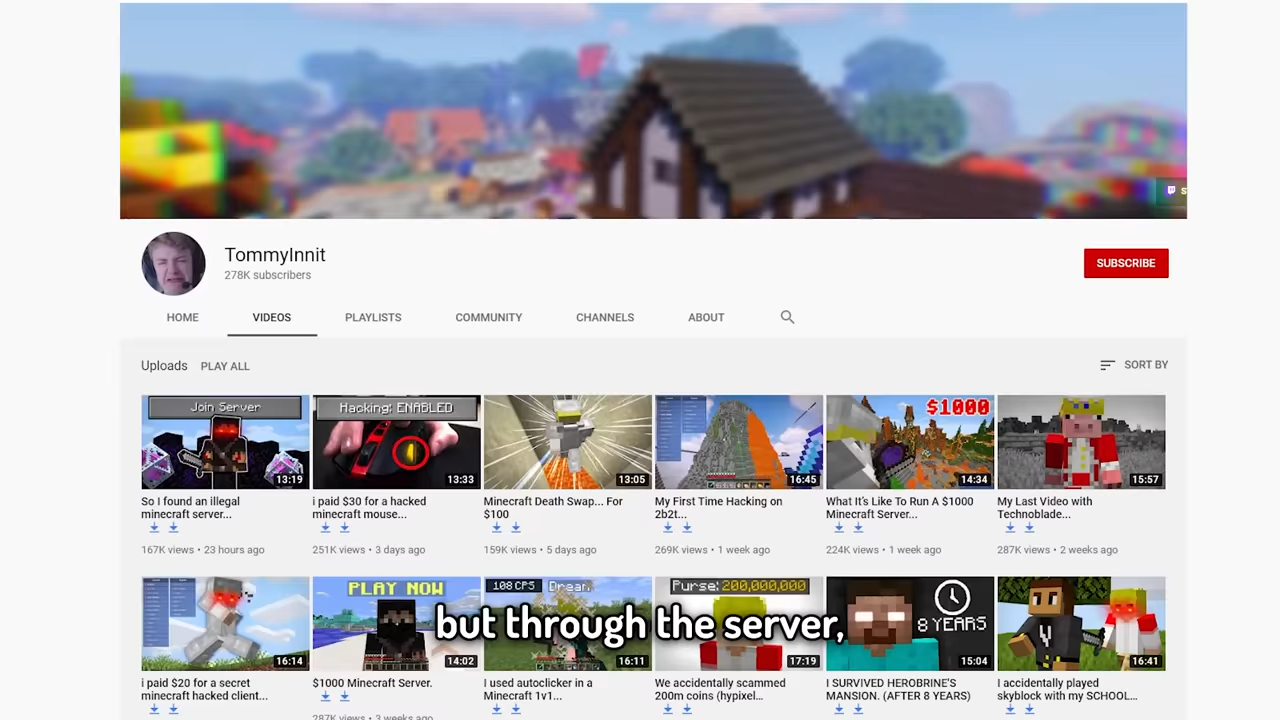 S
TommyInnit
278K subscribers
SUBSCRIBE
HOME VIDEOS PLAYLISTS COMMUNITY CHANNELS ABOUT
Uploads PLAY ALL SORT BY
Join Server
Hacking: ENABLED
$1000
13:19 13:33 13:05 16:45 14:34 15:57
So I found an illegal
minecraft server...
i paid $30 for a hacked
minecraft mouse...
Minecraft Death Swap... For
$100
My First Time Hacking on
2b2t...
What It's Like To Run A $1000
Minecraft Server...
My Last Video with
Technoblade...
167K views • 23 hours ago
251K views • 3 days ago
159K views • 5 days ago
269K views • 1 week ago
224K views • 1 week ago
287K views • 2 weeks ago
PLAY NOW
108 CPS Dream
Purse: 200,000,000
8 YEARS
but through the server,
16:14 14:02 16:11 17:19 15:04 16:41
i paid $20 for a secret
minecraft hacked client...
$1000 Minecraft Server.
I used autoclicker in a
Minecraft 1v1...
We accidentally scammed
200m coins (hypixel...
I SURVIVED HEROBRINE'S
MANSION. (AFTER 8 YEARS)
I accidentally played
skyblock with my SCHOOL...
287K views • 3 weeks ago